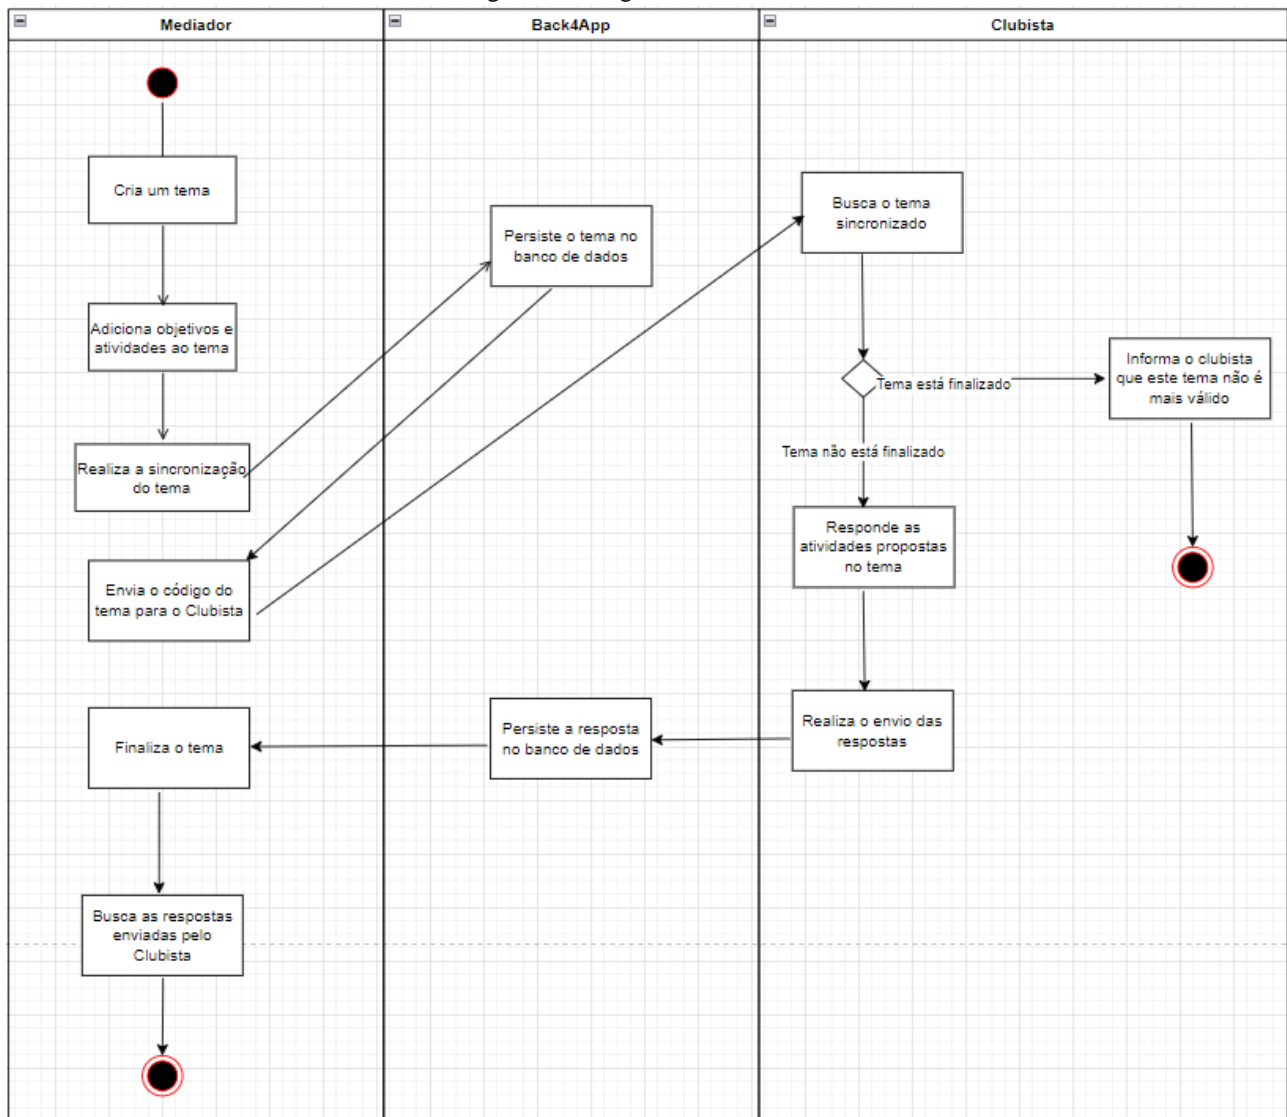 Mediador
Back4App
Clubista
Cria um tema
Adiciona objetivos e
atividades ao tema
Realiza a sincronização
do tema
Envia o código do
tema para o Clubista
Finaliza o tema
Busca as respostas
enviadas pelo
Clubista
Persiste o tema no
banco de dados
Persiste a resposta
no banco de dados
Busca o tema
sincronizado
Tema está finalizado
Informa o clubista
que este tema não é
mais válido
Tema não está finalizado
Responde as
atividades propostas
no tema
Realiza o envio das
respostas